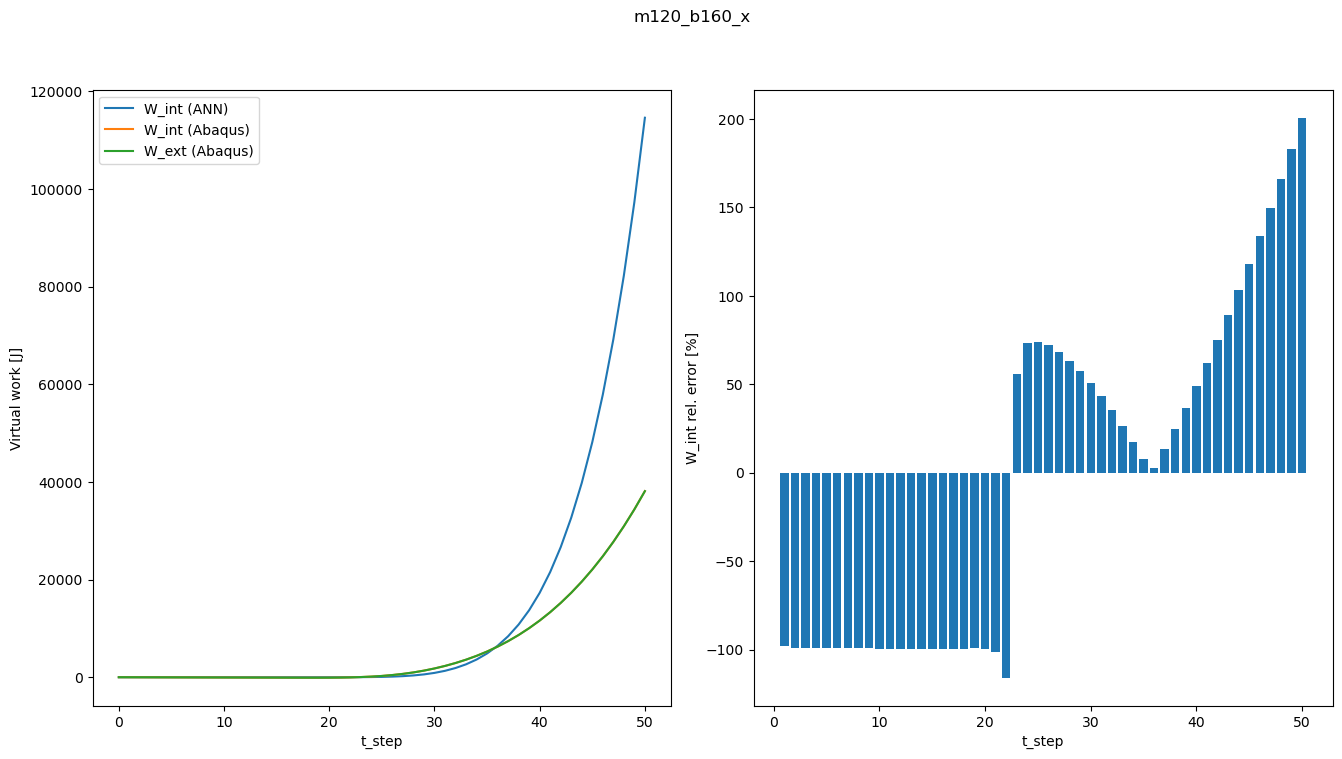 m120_b160_x
W_int (ANN)
W_int (Abaqus)
W_ext (Abaqus)
Virtual work [J]
120000
100000
80000
60000
40000
20000
0
0 10 20 30 40 50
t_step
W_int rel. error [%]
200
150
100
50
0
−50
−100
0 10 20 30 40 50
t_step